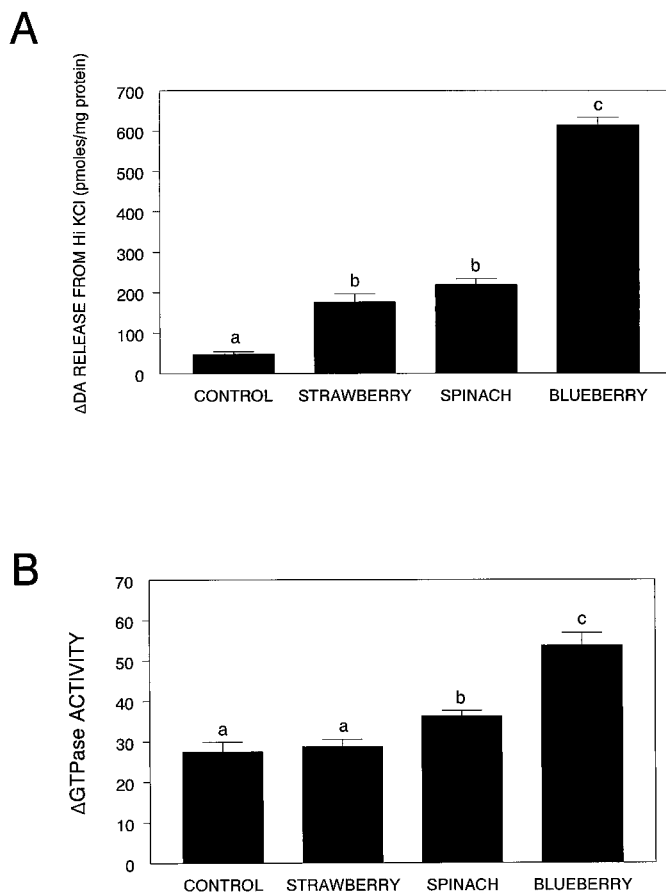 A
ΔDA RELEASE FROM Hi KCl (pmoles/mg protein)
700
600
500
400
300
200
100
0
a
b
b
c
CONTROL STRAWBERRY SPINACH BLUEBERRY
B
ΔGTPase ACTIVITY
70
60
50
40
30
20
10
0
a
a
b
c
CONTROL STRAWBERRY SPINACH BLUEBERRY